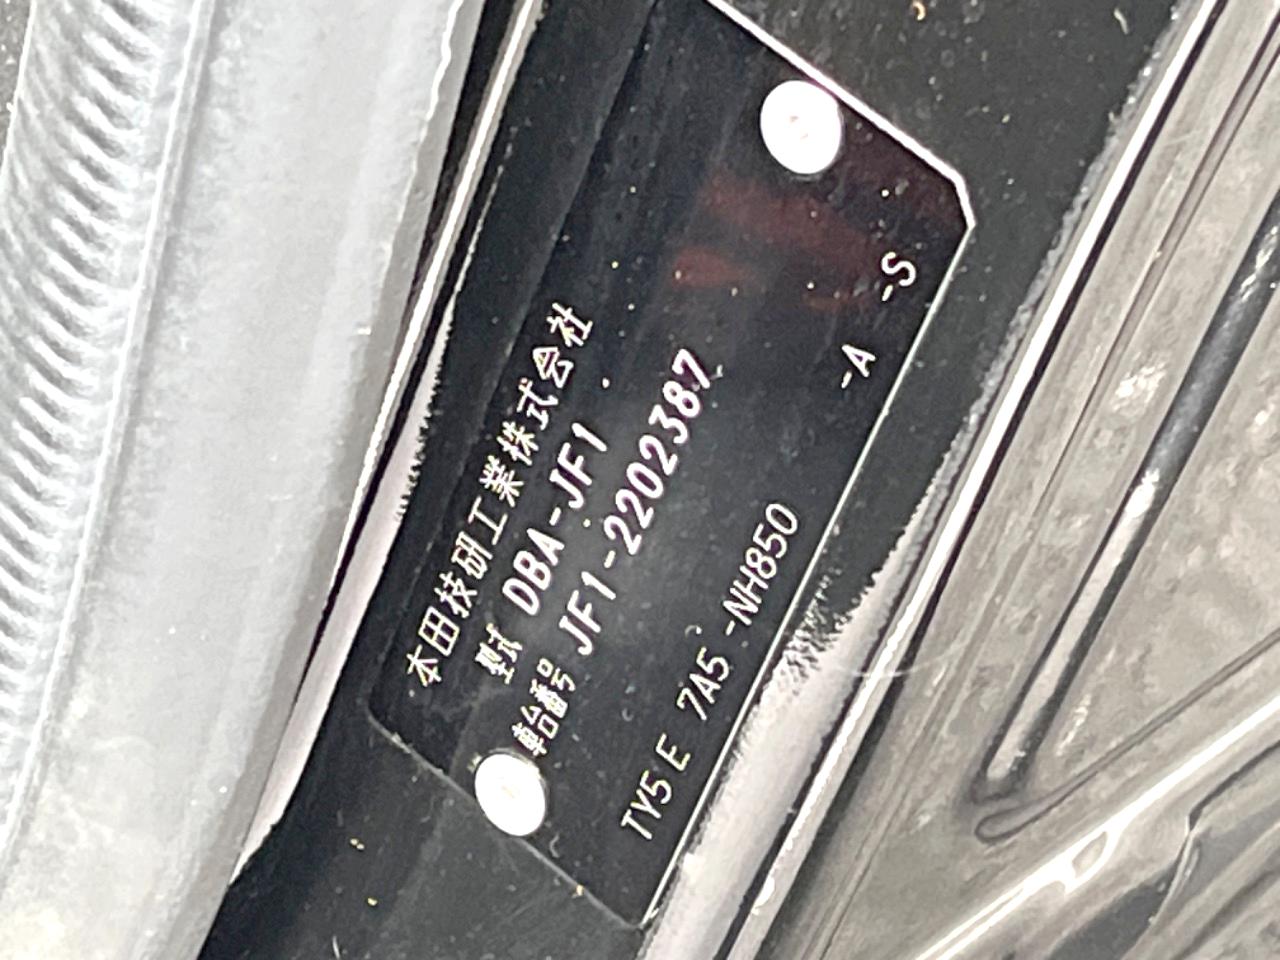 本田技研工業株式会社
型式 DBA-JF1
車台番号 JF1-2202387
TY5E 7A5 -NH850 -A -S